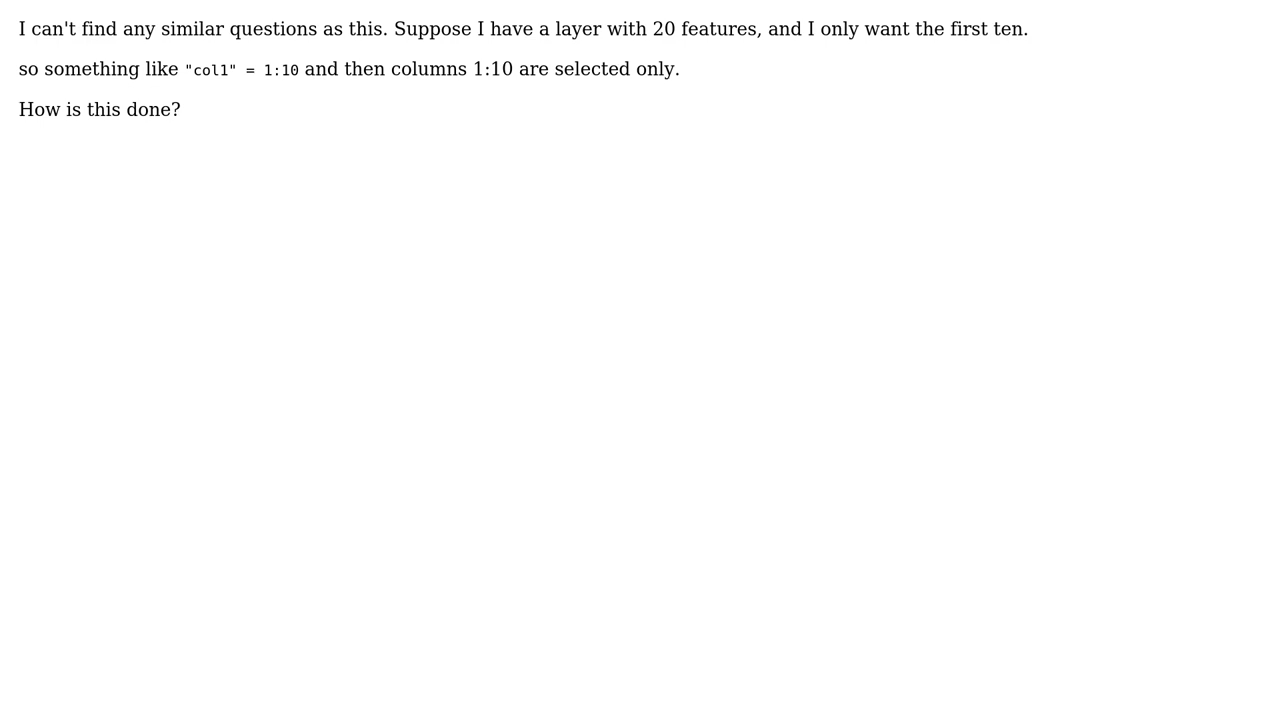 I can't find any similar questions as this. Suppose I have a layer with 20 features, and I only want the first ten.
so something like "col1" = 1:10 and then columns 1:10 are selected only.
How is this done?